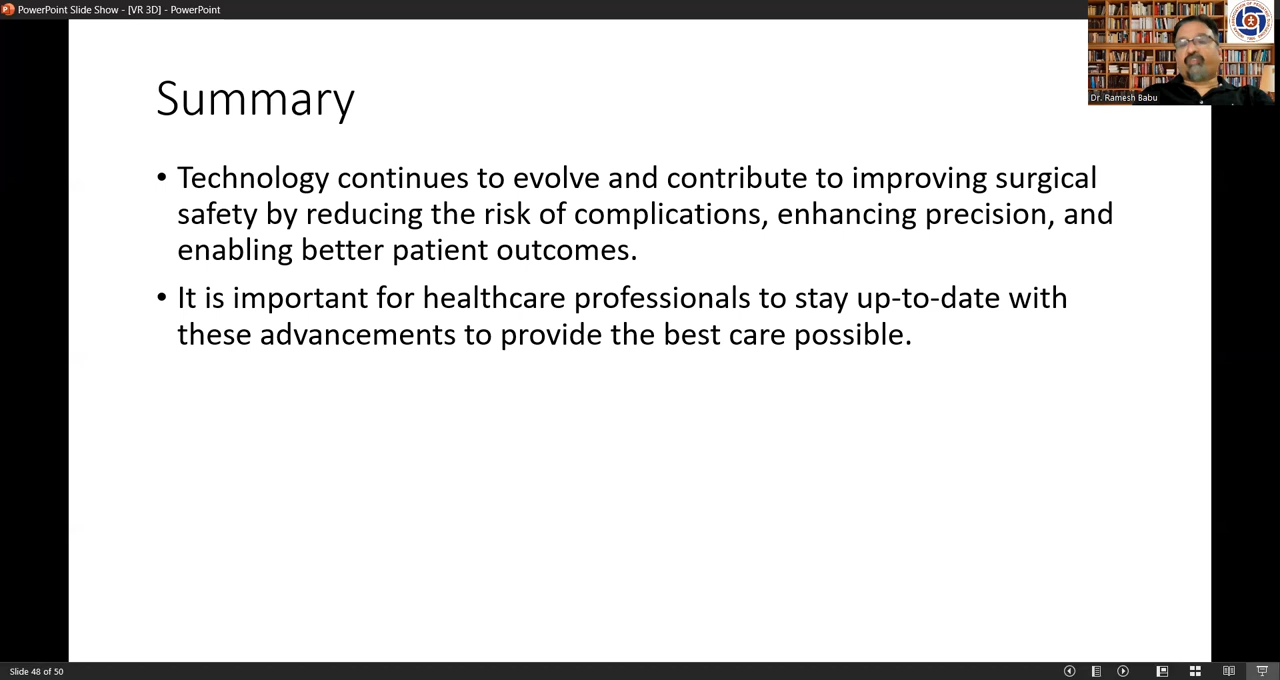 PowerPoint Slide Show - [VR 3D] - PowerPoint
Dr. Ramesh Babu
Summary
• Technology continues to evolve and contribute to improving surgical
safety by reducing the risk of complications, enhancing precision, and
enabling better patient outcomes.
• It is important for healthcare professionals to stay up-to-date with
these advancements to provide the best care possible.
Slide 48 of 50